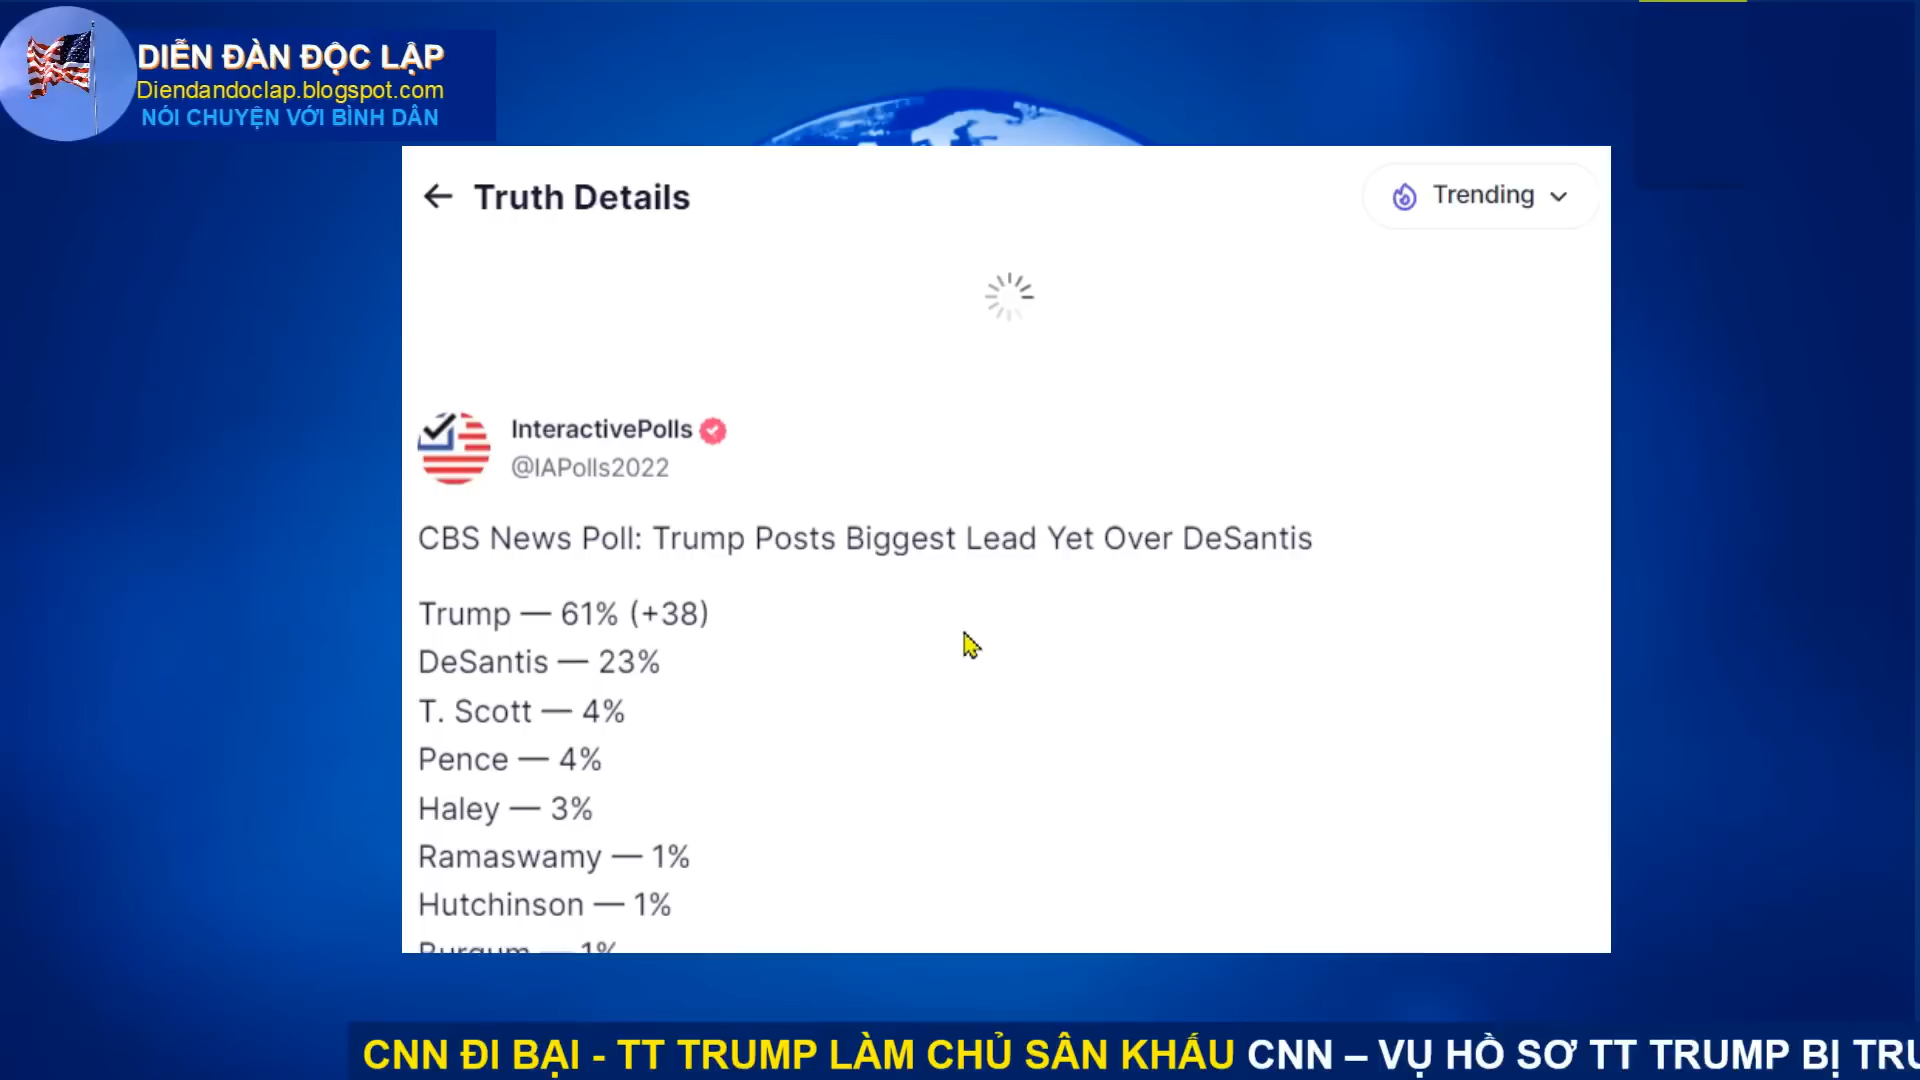 DIỄN ĐÀN ĐỘC LẬP
Diendandoclap.blogspot.com
NÓI CHUYỆN VỚI BÌNH DÂN
Truth Details
Trending
InteractivePolls
@IAPolls2022
CBS News Poll: Trump Posts Biggest Lead Yet Over DeSantis
Trump — 61% (+38)
DeSantis — 23%
T. Scott — 4%
Pence — 4%
Haley — 3%
Ramaswamy — 1%
Hutchinson — 1%
Burgum — 1%
CNN ĐI BẠI - TT TRUMP LÀM CHỦ SÂN KHẤU CNN – VỤ HỒ SƠ TT TRUMP BỊ TRU